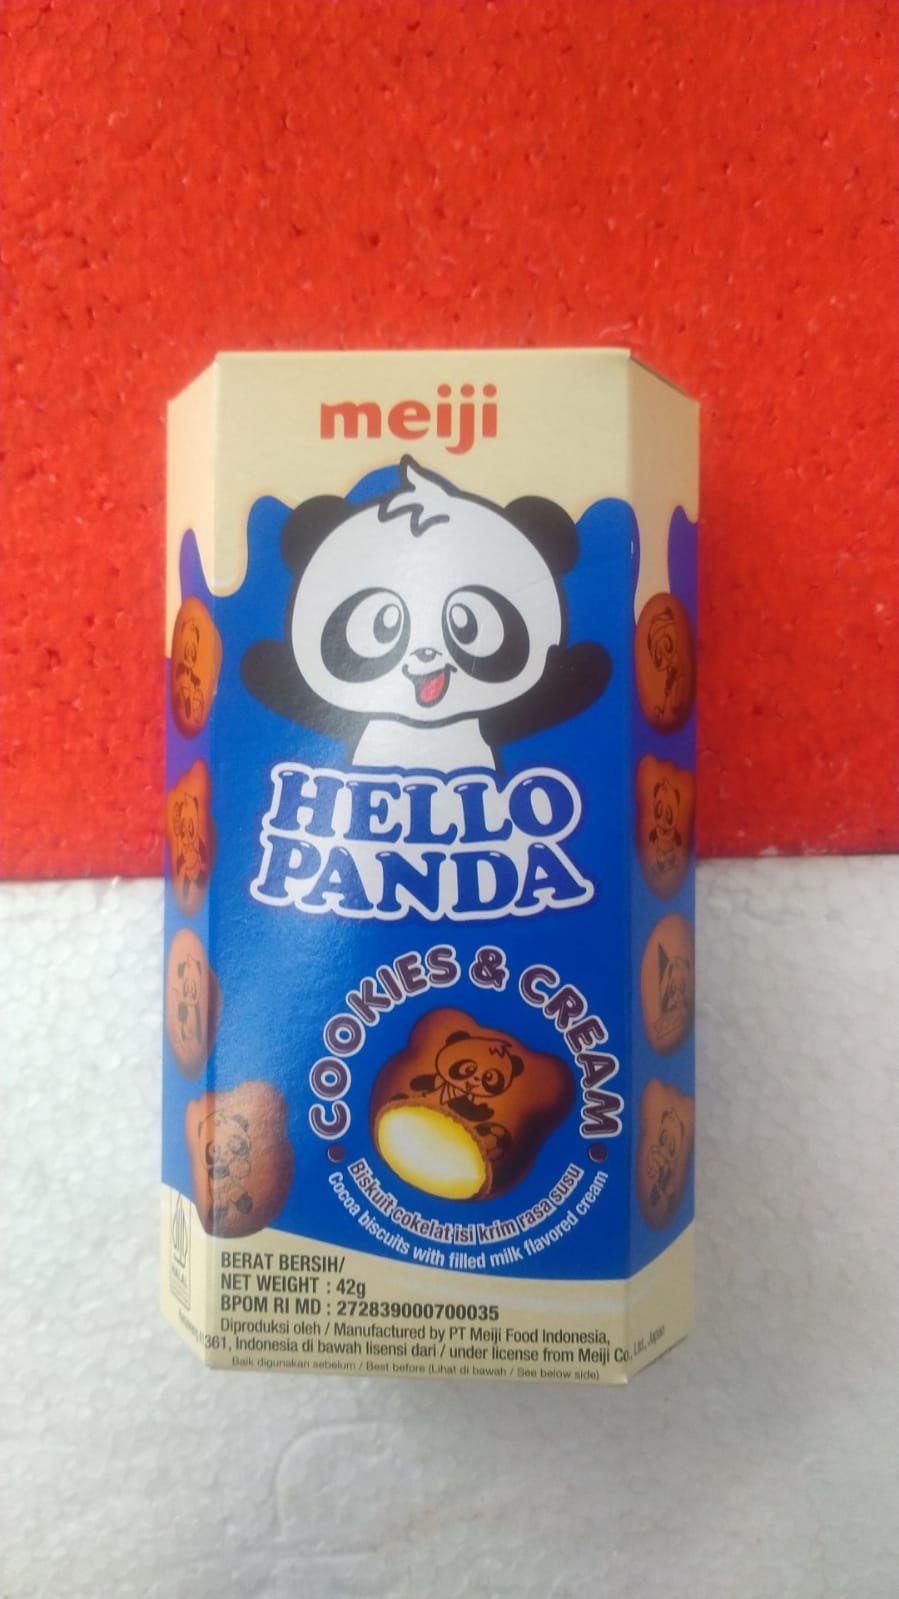 meiji
HELLO
PANDA
COOKIES & CREAM
Biskuit cokelat isi krim rasa susu
Cocoa biscuits with filled milk flavored cream
BERAT BERSIH/
NET WEIGHT : 42g
BPOM RI MD : 272839000700035
Diproduksi oleh / Manufactured by PT Meiji Food Indonesia,
361, Indonesia di bawah lisensi dari / under license from Meiji Co., Ltd., Japan
Baik digunakan sebelum / Best before (Lihat di bawah / See below side)